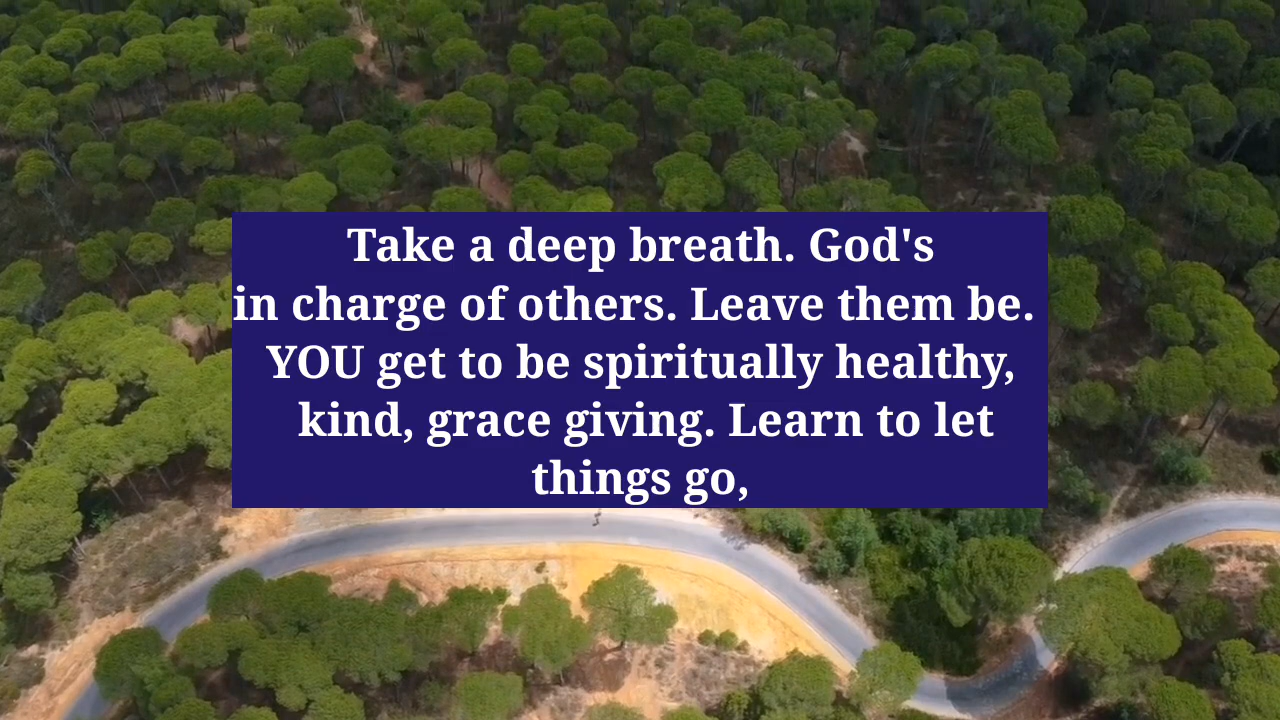 Take a deep breath. God's
in charge of others. Leave them be.
YOU get to be spiritually healthy,
kind, grace giving. Learn to let
things go,